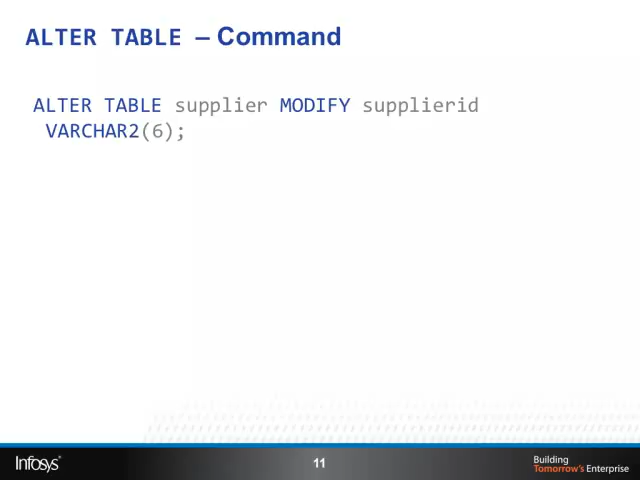 ALTER TABLE – Command
ALTER TABLE supplier MODIFY supplierid
VARCHAR2(6);
Infosys®
11
Building
Tomorrow's Enterprise